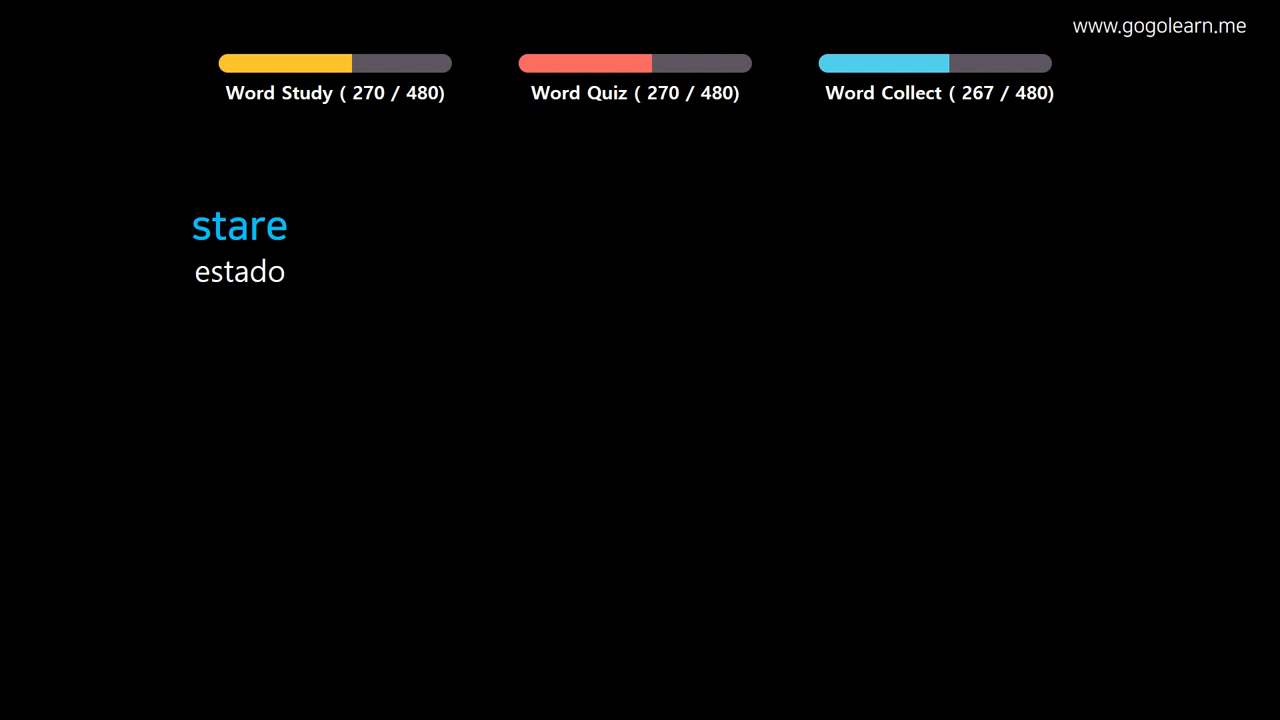 www.gogolearn.me
Word Study ( 270 / 480)
Word Quiz ( 270 / 480)
Word Collect ( 267 / 480)
stare
estado